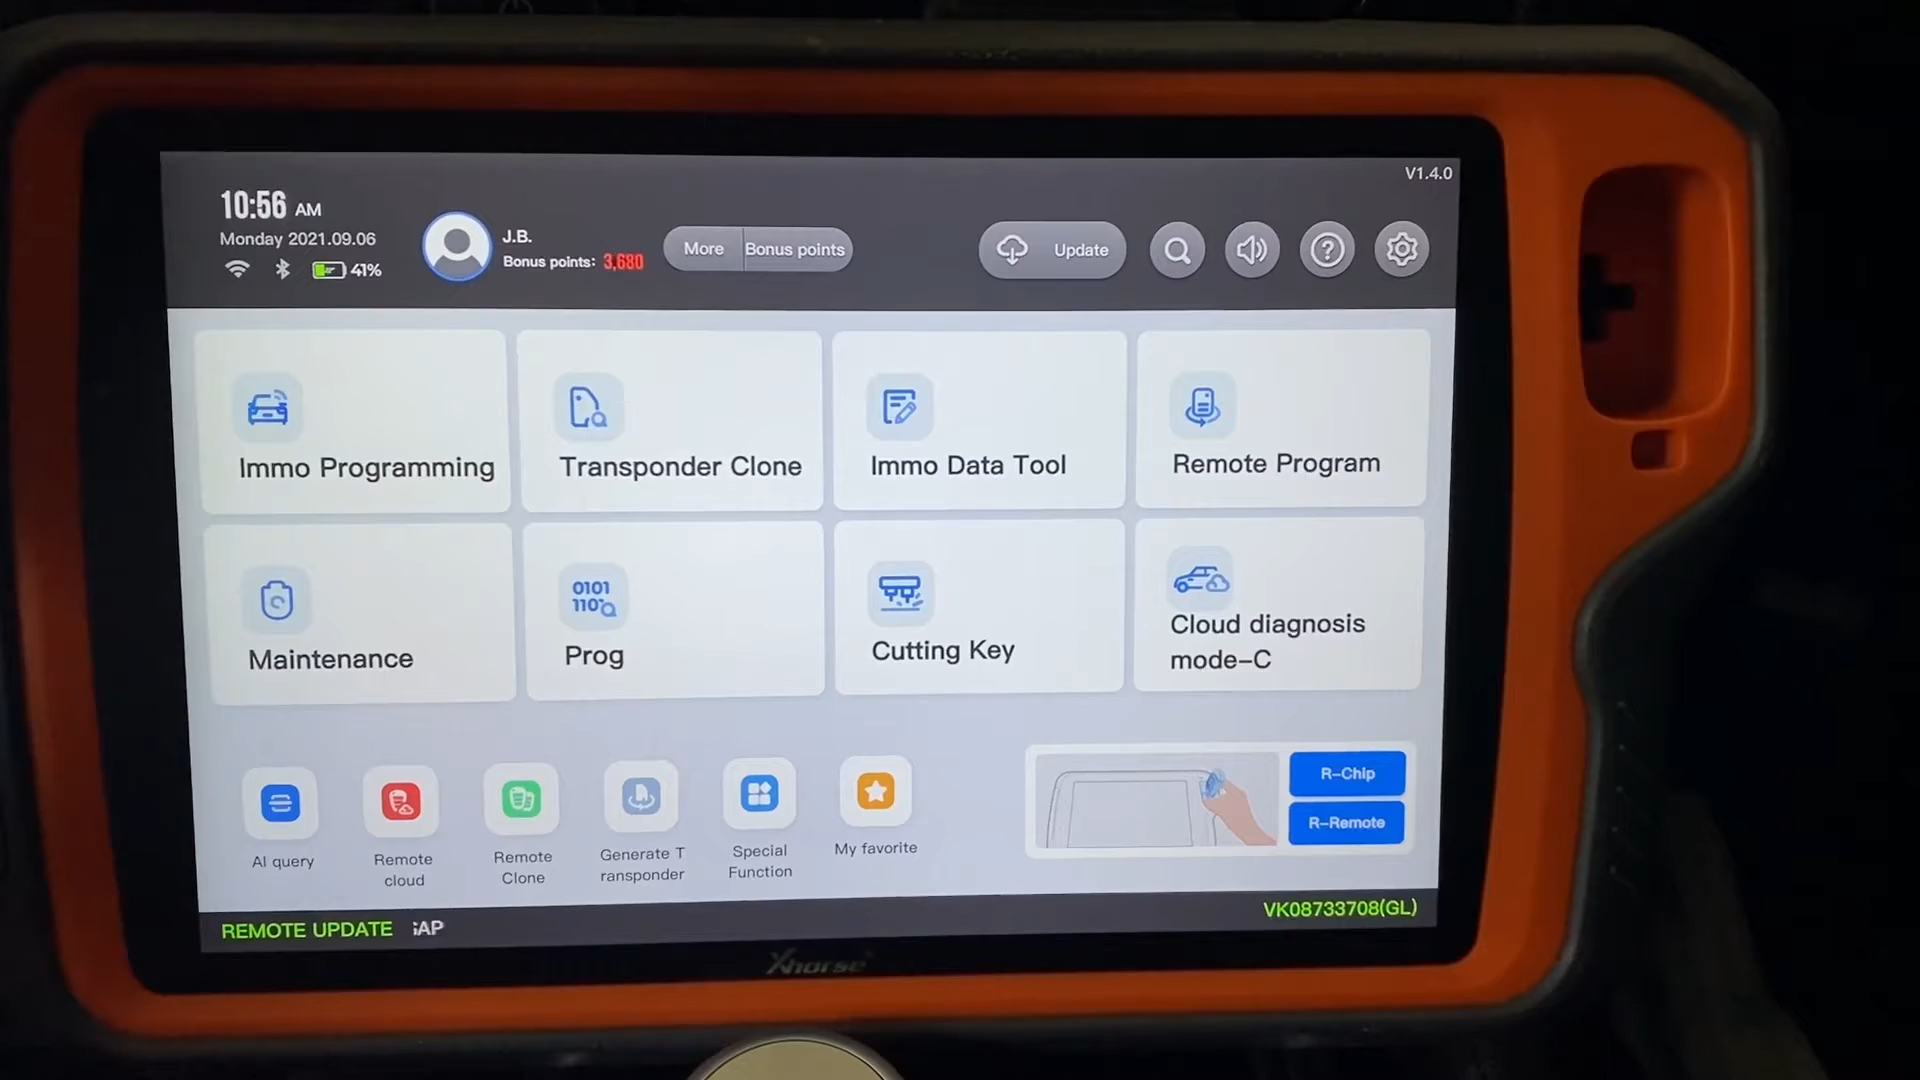 V1.4.0
10:56 AM
Monday 2021.09.06
41%
J.B.
Bonus points: 3,680
More
Bonus points
Update
Immo Programming
Transponder Clone
Immo Data Tool
Remote Program
Maintenance
0101
110
Prog
Cutting Key
Cloud diagnosis
mode-C
AI query
Remote
cloud
Remote
Clone
Generate T
ransponder
Special
Function
My favorite
R-Chip
R-Remote
REMOTE UPDATE
iAP
VK08733708(GL)
Xhorse